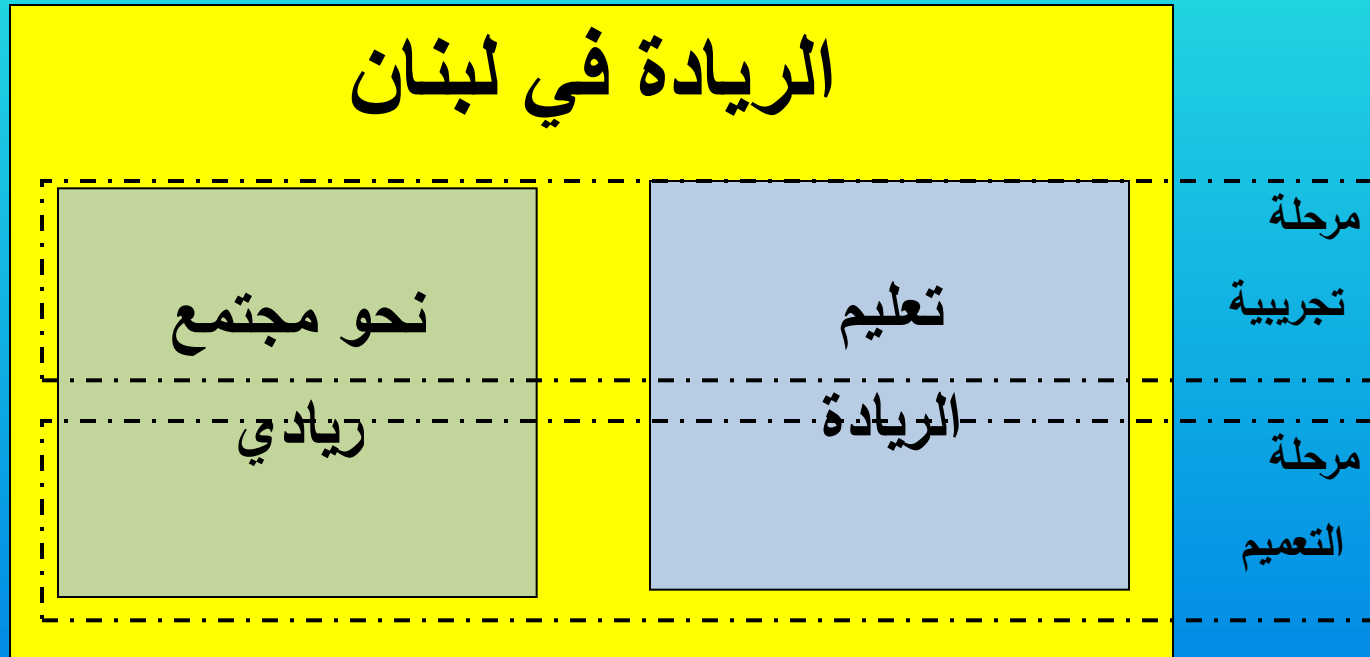 الريادة في لبنان
مرحلة
تجريبية
تعليم
الريادة
نحو مجتمع
ريادي
مرحلة
التعميم